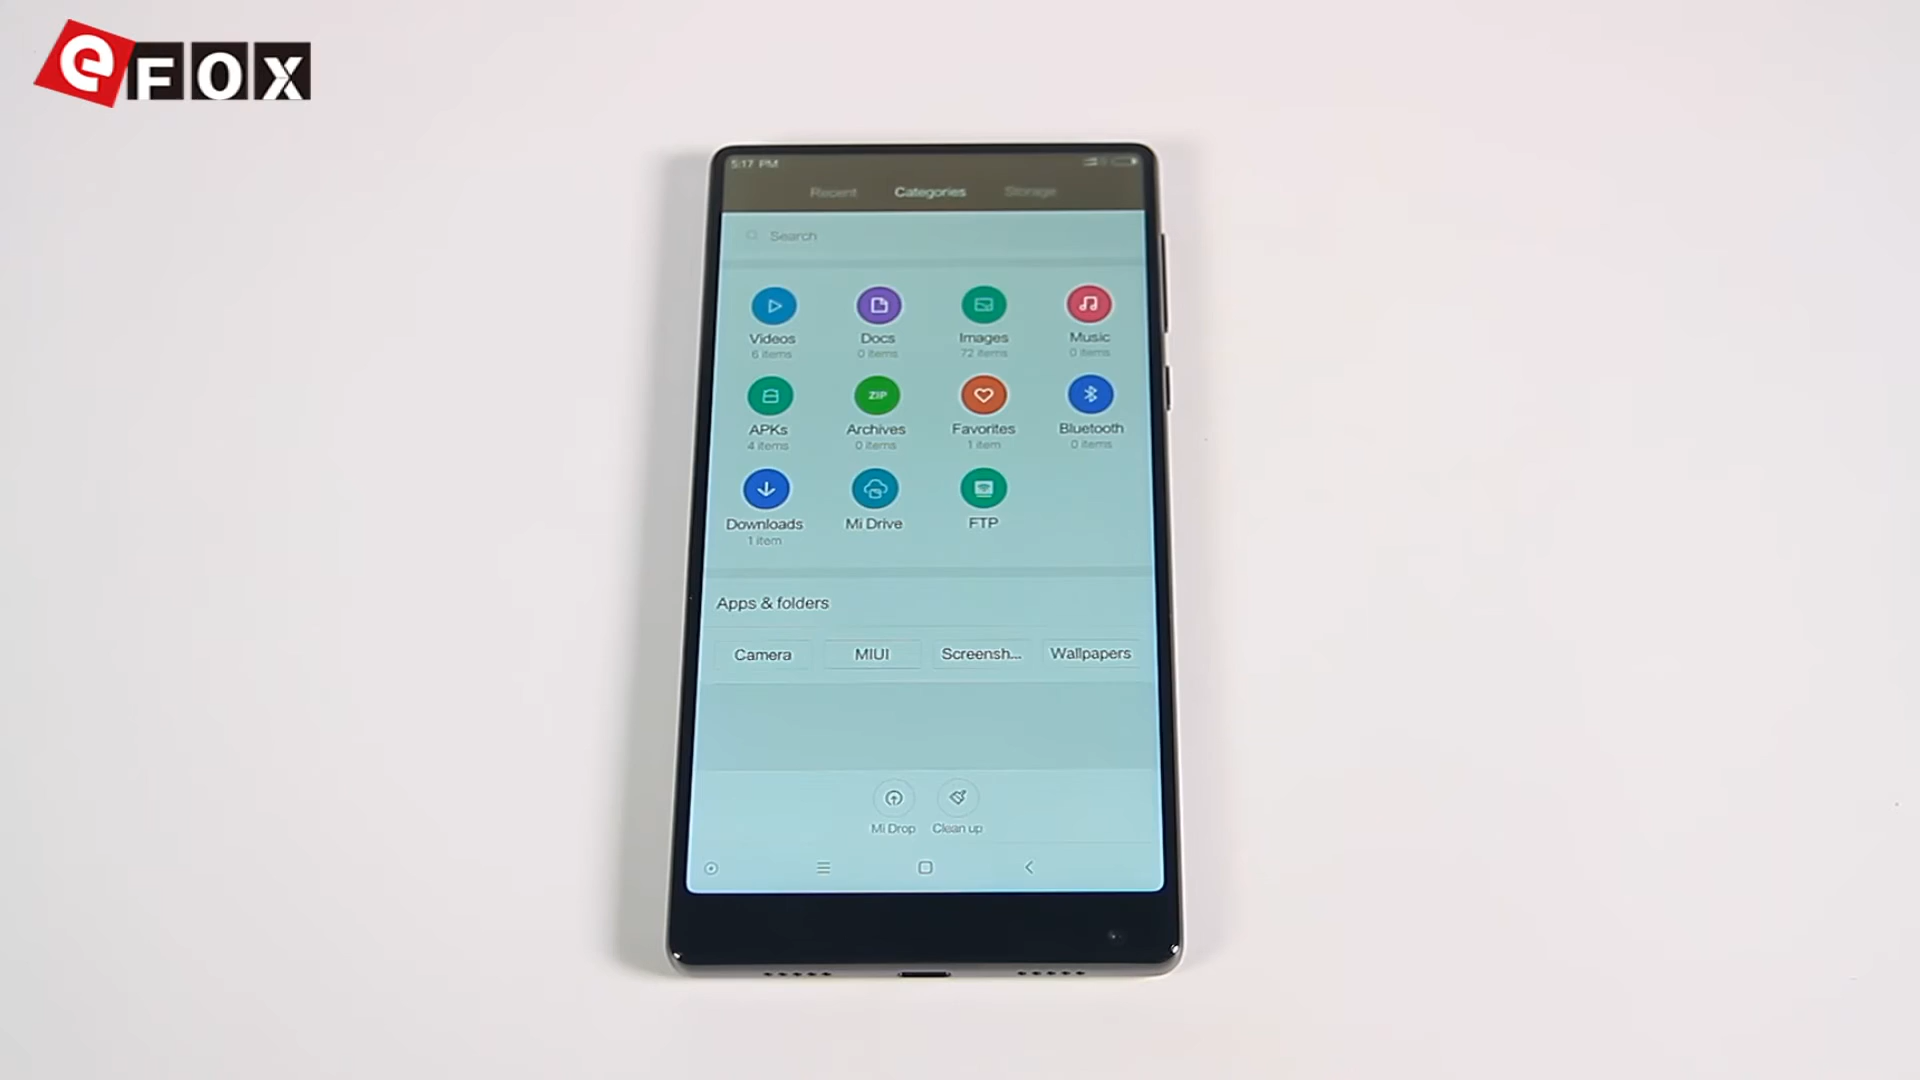 eFOX
5:17 PM
Recent Categories Storage
Search
Videos Docs Images Music
6 items 0 items 72 items 0 items
ZIP
APKs Archives Favorites Bluetooth
4 items 0 items 1 item 0 items
Downloads Mi Drive FTP
1 item
Apps & folders
Camera MIUI Screensh... Wallpapers
Mi Drop Clean up